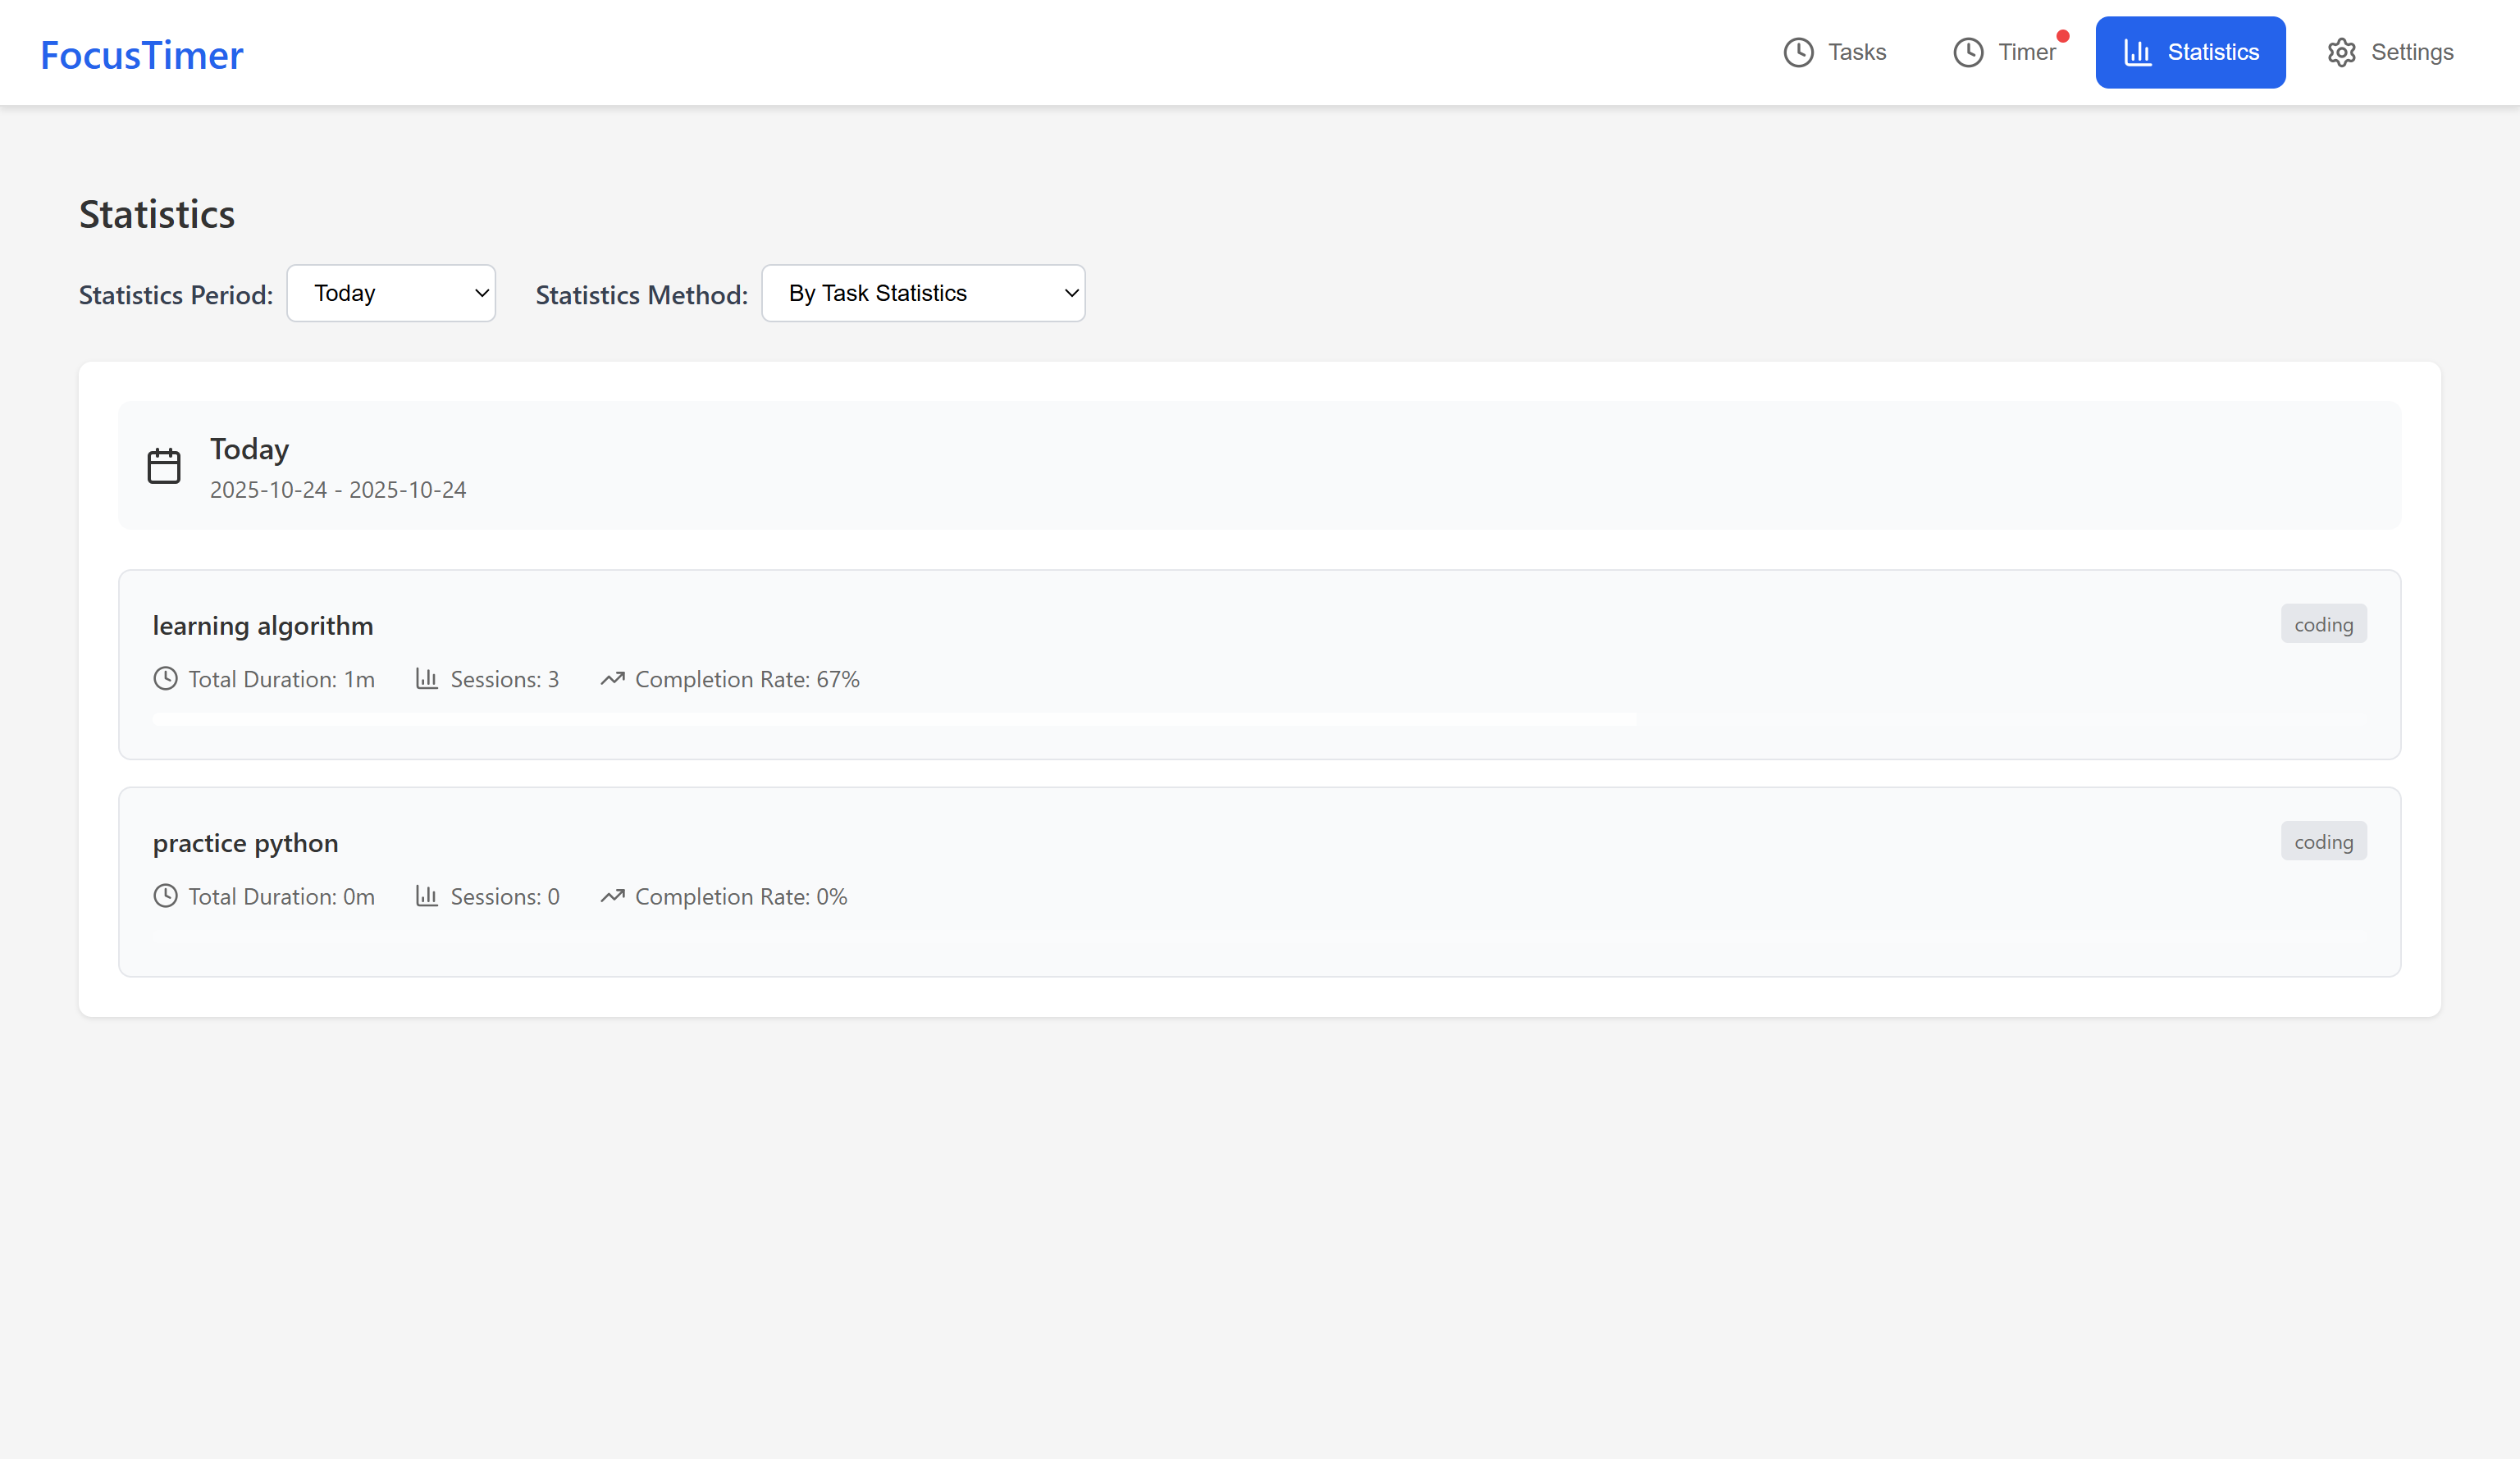 FocusTimer
Tasks
Timer
Statistics
Settings
Statistics
Statistics Period: Today
Statistics Method: By Task Statistics
Today
2025-10-24 - 2025-10-24
learning algorithm
coding
Total Duration: 1m
Sessions: 3
Completion Rate: 67%
practice python
coding
Total Duration: 0m
Sessions: 0
Completion Rate: 0%